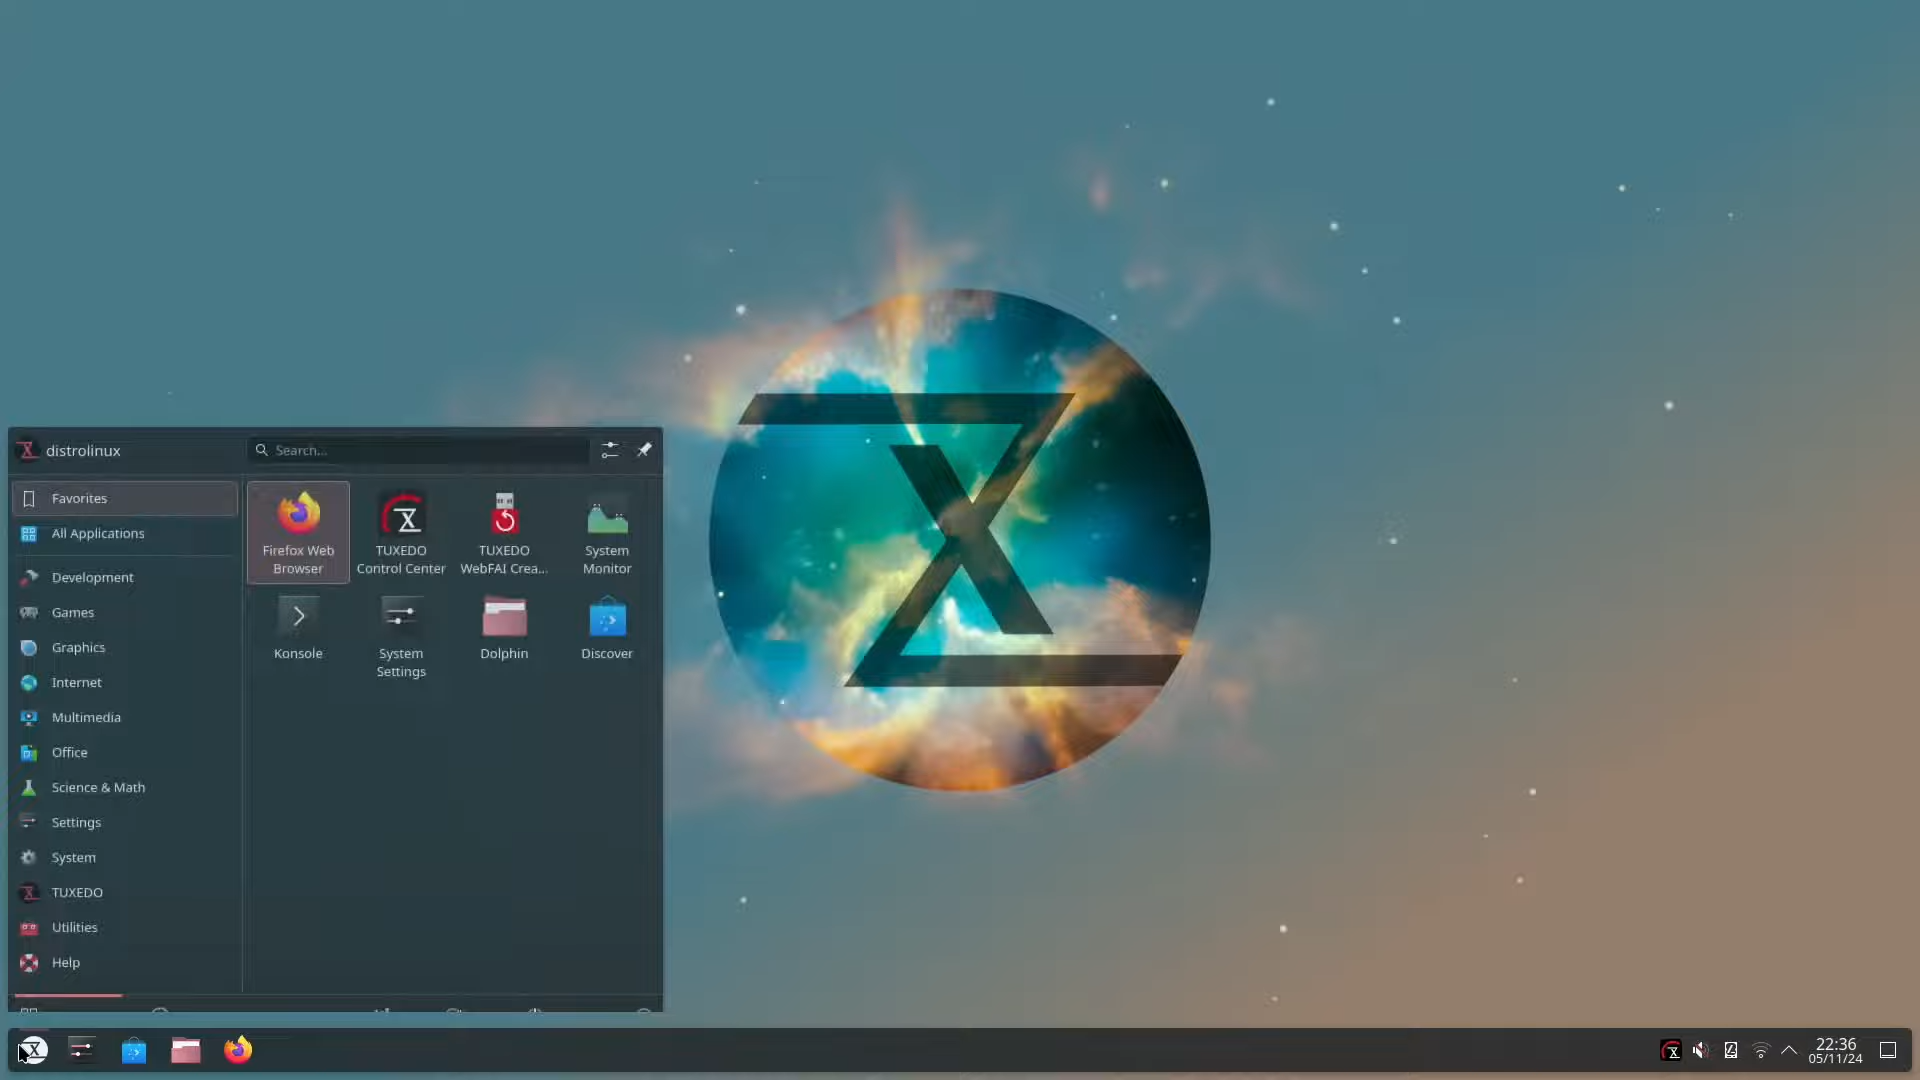 distrolinux
Search...
Favorites
All Applications
Development
Games
Graphics
Internet
Multimedia
Office
Science & Math
Settings
System
TUXEDO
Utilities
Help
Firefox Web
Browser
TUXEDO
Control Center
TUXEDO
WebFAI Crea...
System
Monitor
Konsole
System
Settings
Dolphin
Discover
22:36
05/11/24